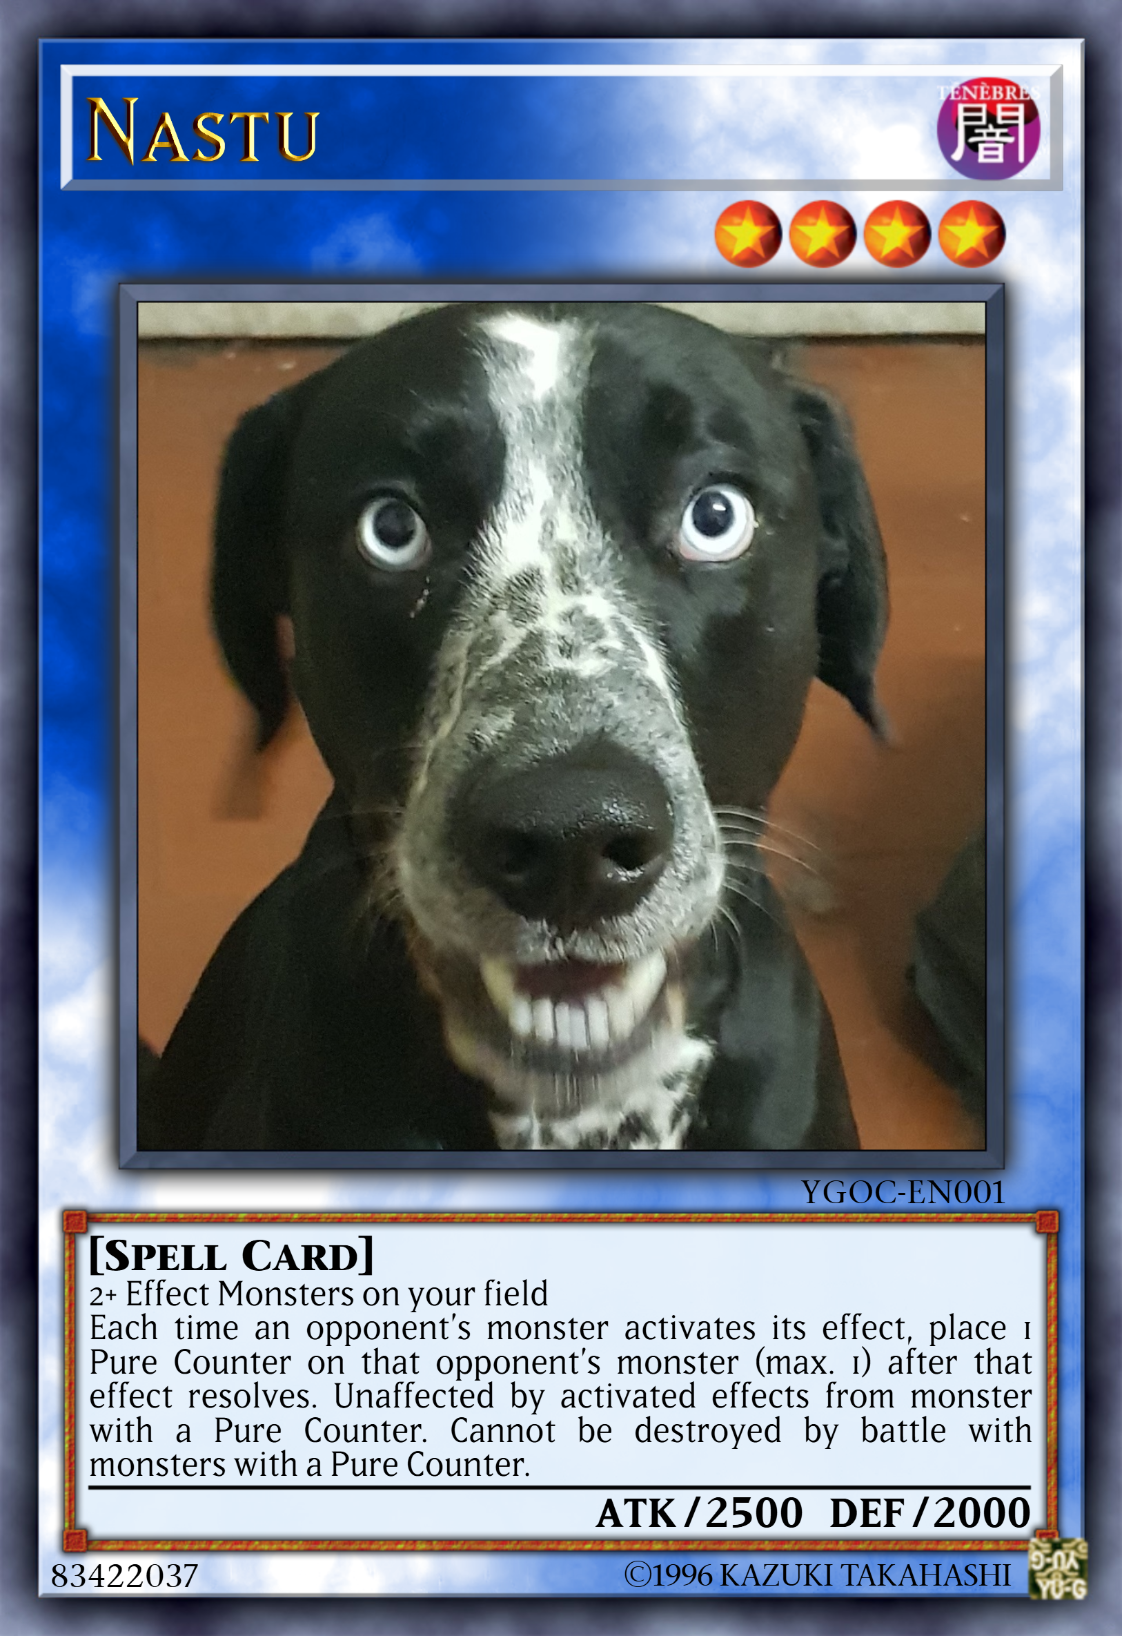 Nastu
TÉNÈBRES
闇
YGOC-EN001
[Spell Card]
2+ Effect Monsters on your field
Each time an opponent's monster activates its effect, place 1
Pure Counter on that opponent's monster (max. 1) after that
effect resolves. Unaffected by activated effects from monster
with a Pure Counter. Cannot be destroyed by battle with
monsters with a Pure Counter.
ATK/2500 DEF/2000
83422037
©1996 KAZUKI TAKAHASHI
YU-G
YU-G